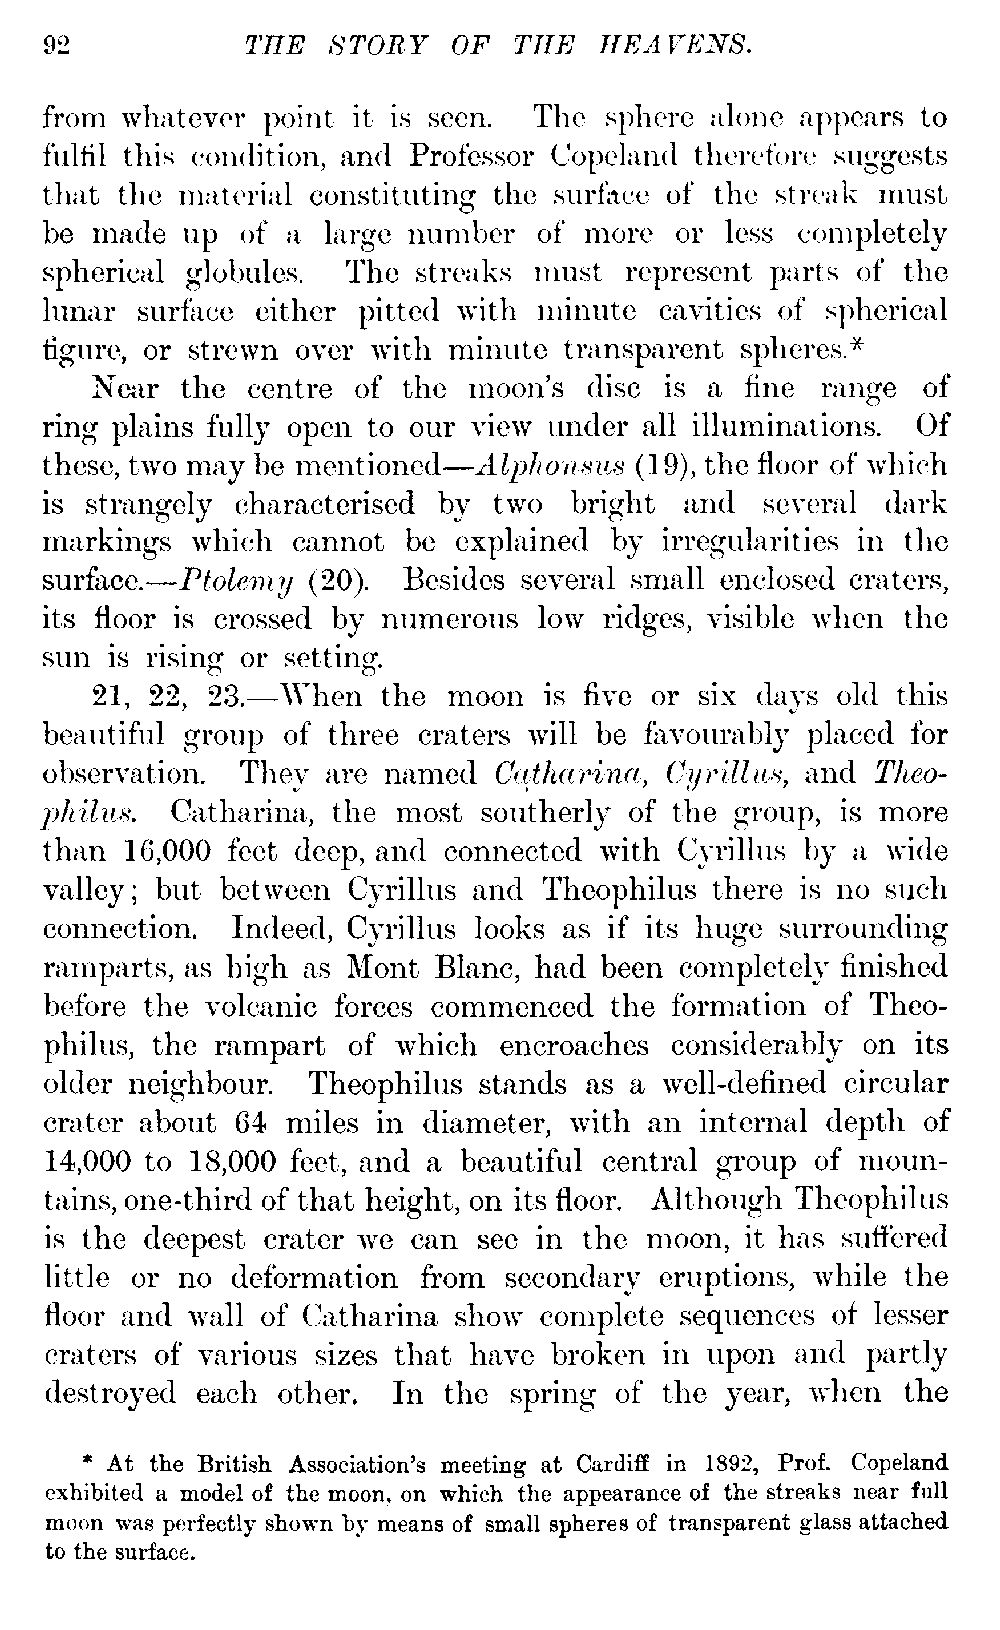 92 THE STORY OF THE HEAVENS.
from whatever point it is seen. The sphere alone appears to
fulfil this condition, and Professor Copeland therefore suggests
that the material constituting the surface of the streak must
be made up of a large number of more or less completely
spherical globules. The streaks must represent parts of the
lunar surface either pitted with minute cavities of spherical
figure, or strewn over with minute transparent spheres.*
Near the centre of the moon's disc is a fine range of
ring plains fully open to our view under all illuminations. Of
these, two may be mentioned—Alphonsus (19), the floor of which
is strangely characterised by two bright and several dark
markings which cannot be explained by irregularities in the
surface.—Ptolemy (20). Besides several small enclosed craters,
its floor is crossed by numerous low ridges, visible when the
sun is rising or setting.
21, 22, 23.—When the moon is five or six days old this
beautiful group of three craters will be favourably placed for
observation. They are named Catharina, Cyrillus, and Theo-
philus. Catharina, the most southerly of the group, is more
than 16,000 feet deep, and connected with Cyrillus by a wide
valley; but between Cyrillus and Theophilus there is no such
connection. Indeed, Cyrillus looks as if its huge surrounding
ramparts, as high as Mont Blanc, had been completely finished
before the volcanic forces commenced the formation of Theo-
philus, the rampart of which encroaches considerably on its
older neighbour. Theophilus stands as a well-defined circular
crater about 64 miles in diameter, with an internal depth of
14,000 to 18,000 feet, and a beautiful central group of moun-
tains, one-third of that height, on its floor. Although Theophilus
is the deepest crater we can see in the moon, it has suffered
little or no deformation from secondary eruptions, while the
floor and wall of Catharina show complete sequences of lesser
craters of various sizes that have broken in upon and partly
destroyed each other. In the spring of the year, when the
* At the British Association's meeting at Cardiff in 1892, Prof. Copeland
exhibited a model of the moon, on which the appearance of the streaks near full
moon was perfectly shown by means of small spheres of transparent glass attached
to the surface.